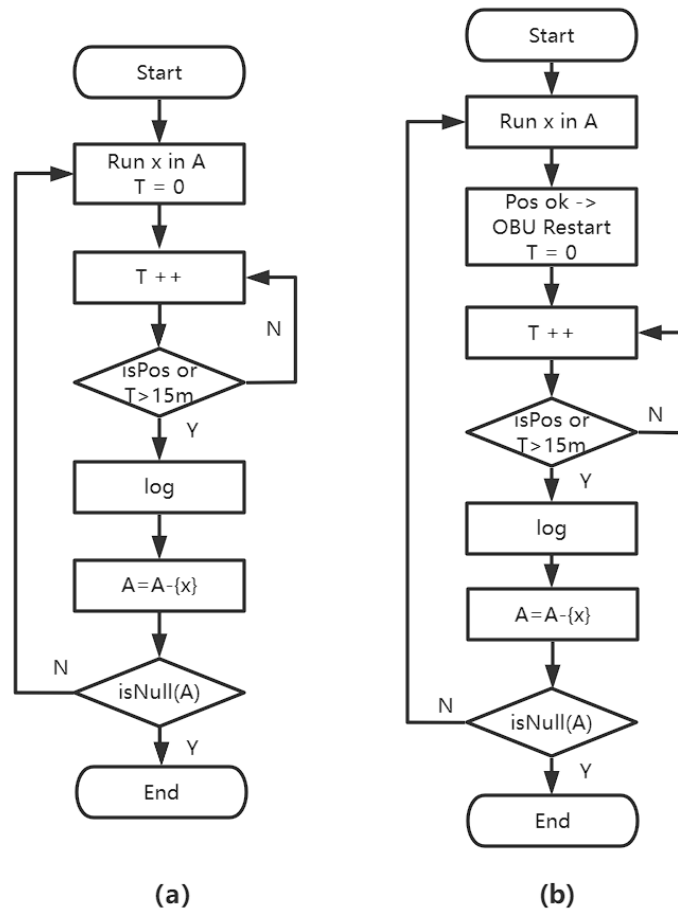 Start
Run x in A
T = 0
T ++
N
isPos or
T>15m
Y
log
A=A-{x}
N
isNull(A)
Y
End
(a)
Start
Run x in A
Pos ok ->
OBU Restart
T = 0
T ++
N
isPos or
T>15m
Y
log
A=A-{x}
N
isNull(A)
Y
End
(b)